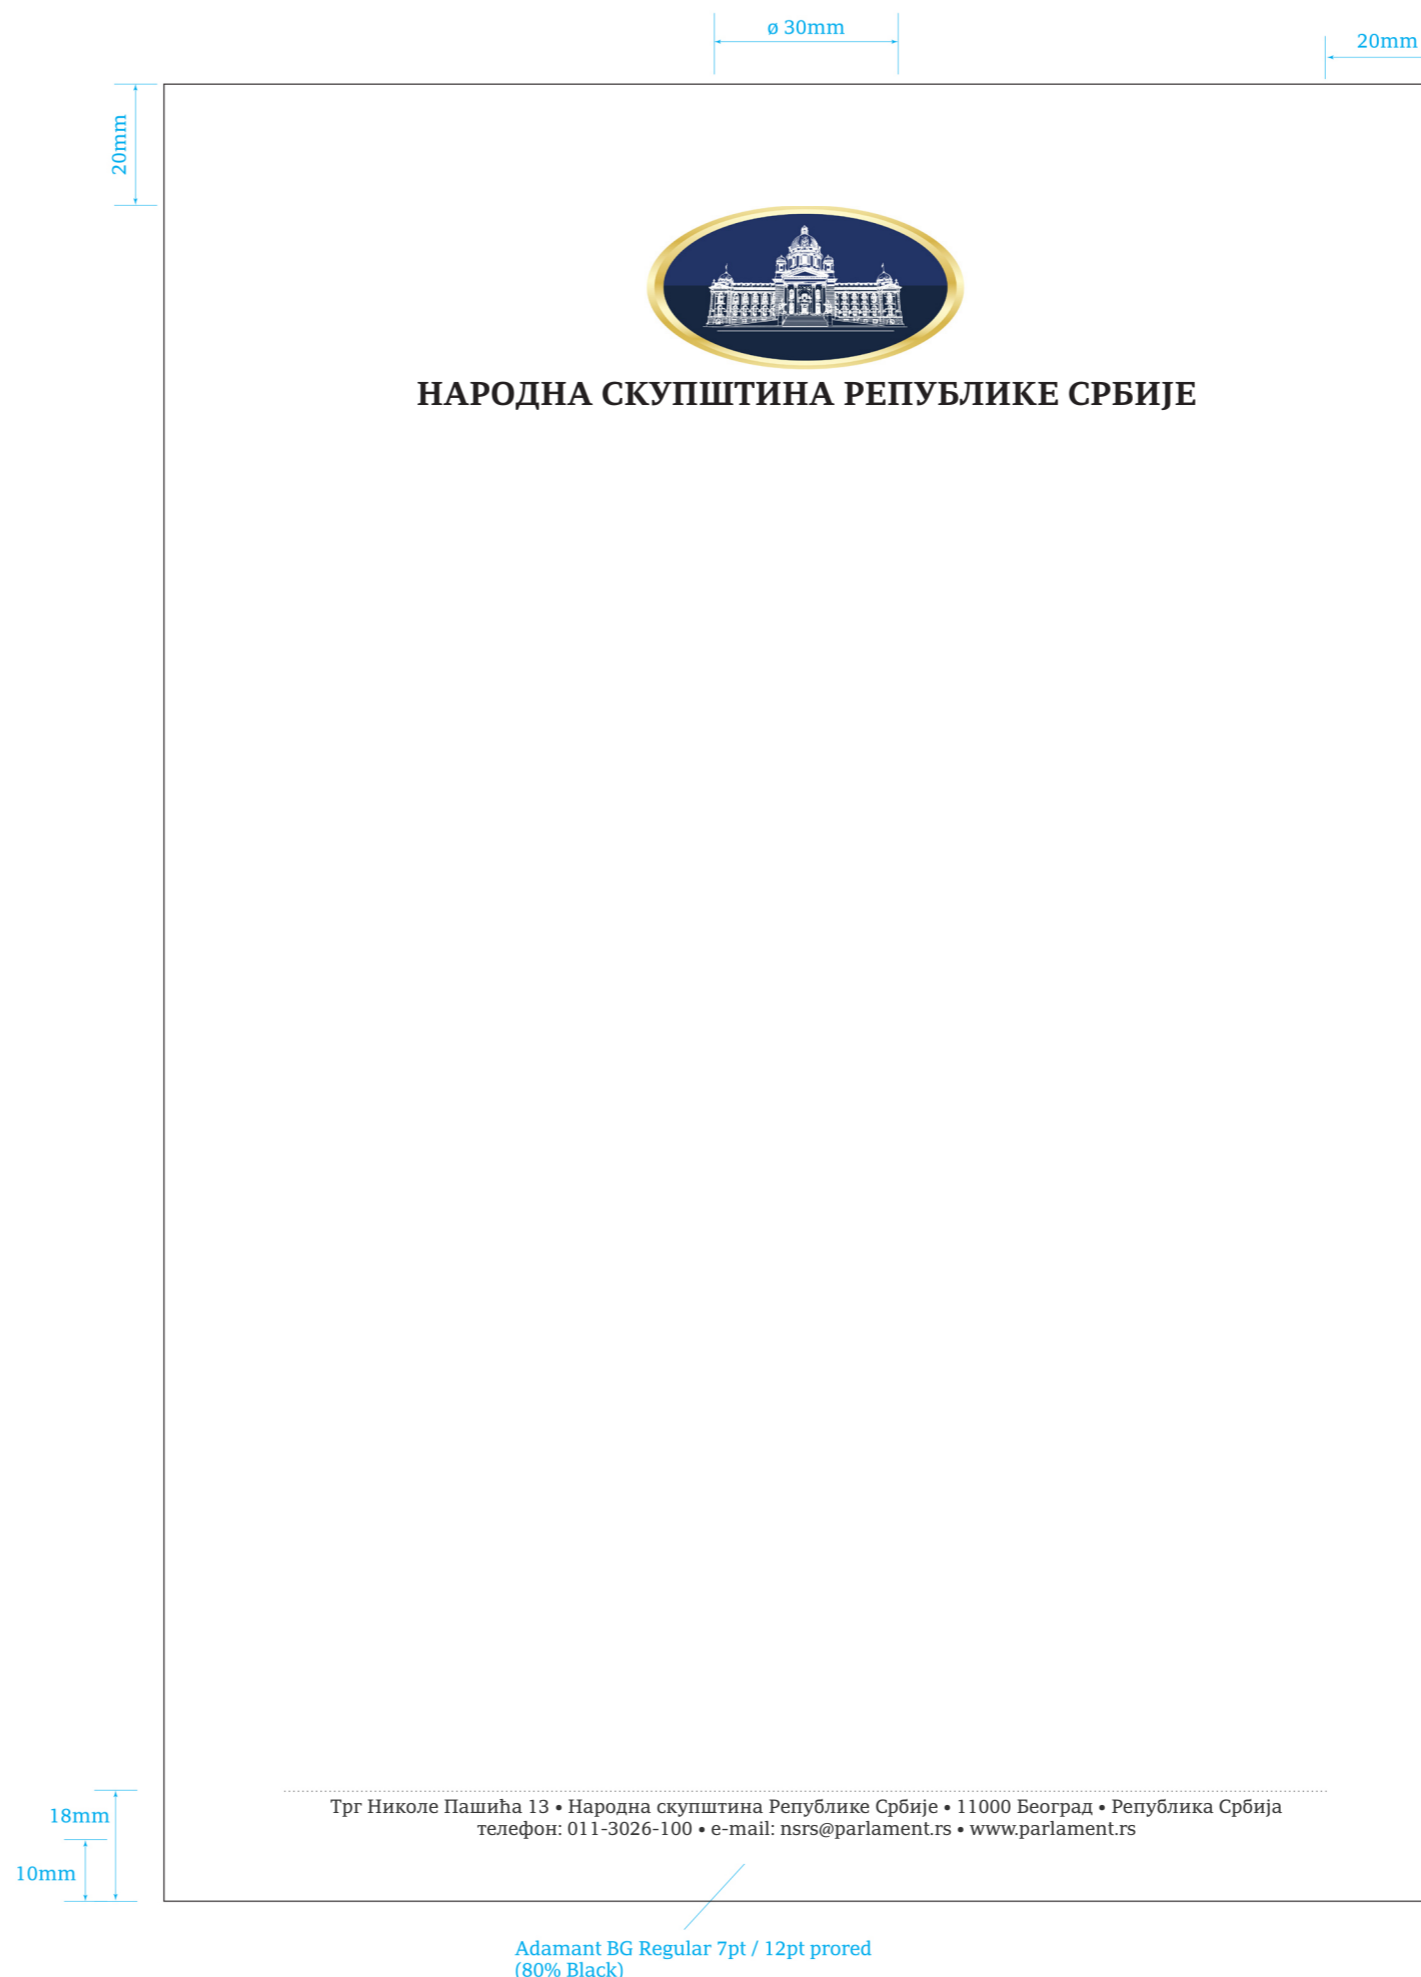 ø 30mm
20mm
20mm
НАРОДНА СКУПШТИНА РЕПУБЛИКЕ СРБИЈЕ
Трг Николе Пашића 13 • Народна скупштина Републике Србије • 11000 Београд • Република Србија
телефон: 011-3026-100 • e-mail: nsrs@parlament.rs • www.parlament.rs
18mm
10mm
Adamant BG Regular 7pt / 12pt prored
(80% Black)